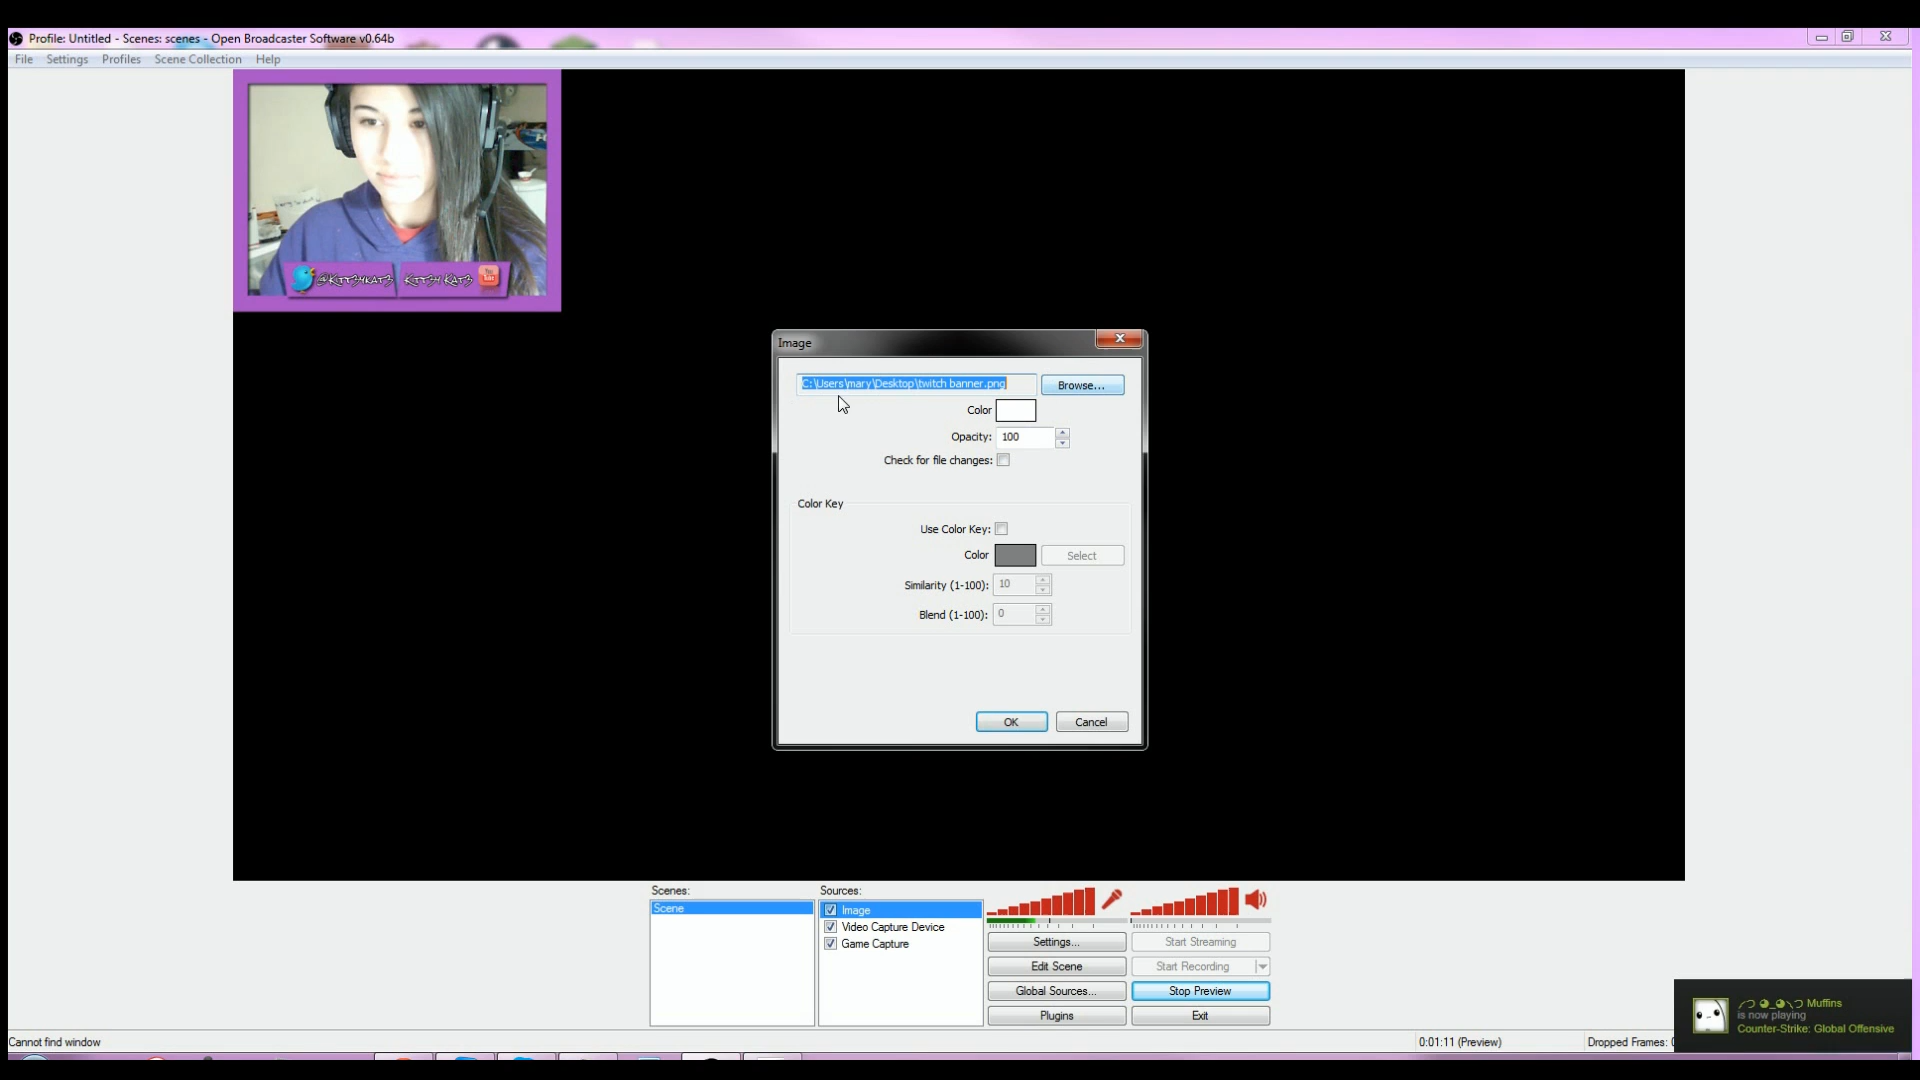 Profile: Untitled - Scenes: scenes - Open Broadcaster Software v0.64b
File Settings Profiles Scene Collection Help
@Kitt3ykat3 Kitt3y Kat3
Image
C:\Users\mary\Desktop\twitch banner.png Browse...
Color
Opacity: 100
Check for file changes:
Color Key
Use Color Key:
Color Select
Similarity (1-100): 10
Blend (1-100): 0
OK Cancel
Scenes: Sources:
Scene Image
Video Capture Device
Game Capture
Settings... Start Streaming
Edit Scene Start Recording
Global Sources... Stop Preview
Plugins Exit
Muffins
is now playing
Counter-Strike: Global Offensive
Cannot find window 0:01:11 (Preview) Dropped Frames: